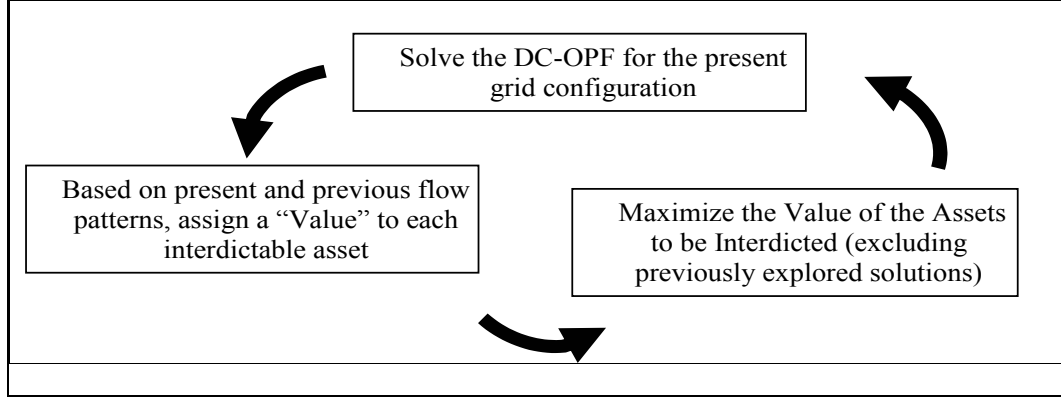 Solve the DC-OPF for the present
grid configuration
Based on present and previous flow
patterns, assign a “Value” to each
interdictable asset
Maximize the Value of the Assets
to be Interdicted (excluding
previously explored solutions)